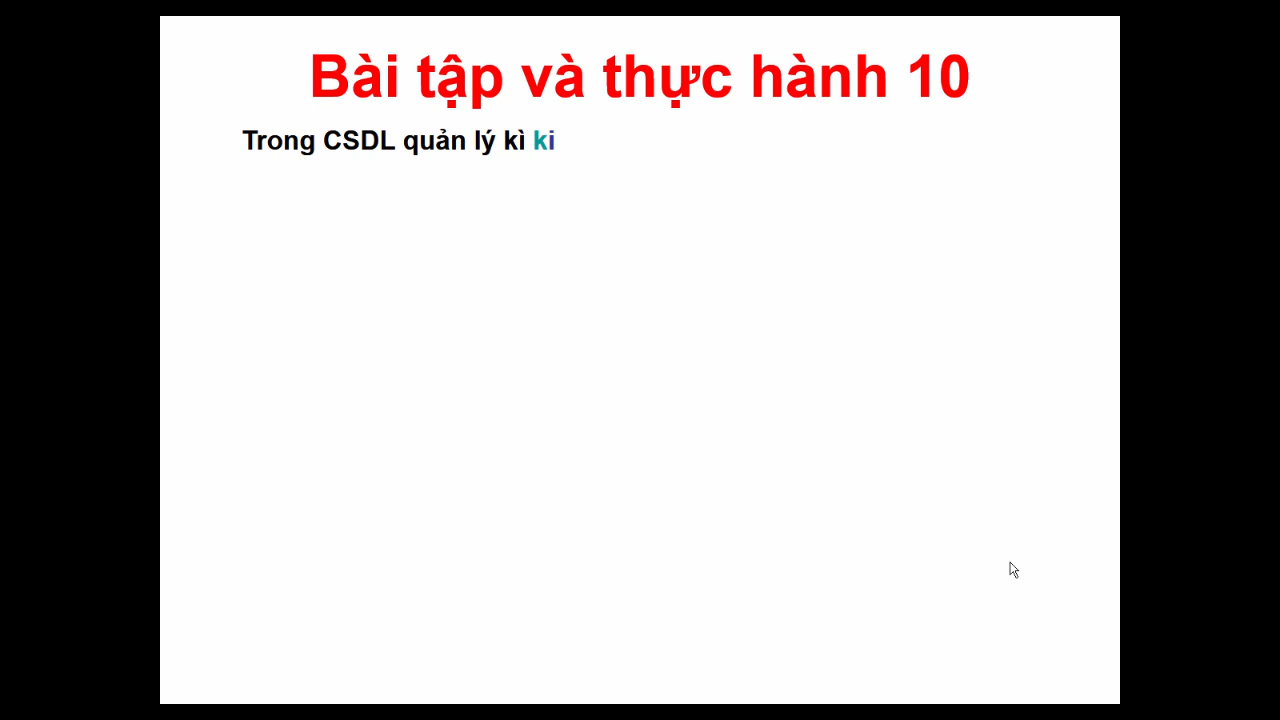 Bài tập và thực hành 10
Trong CSDL quản lý kì ki